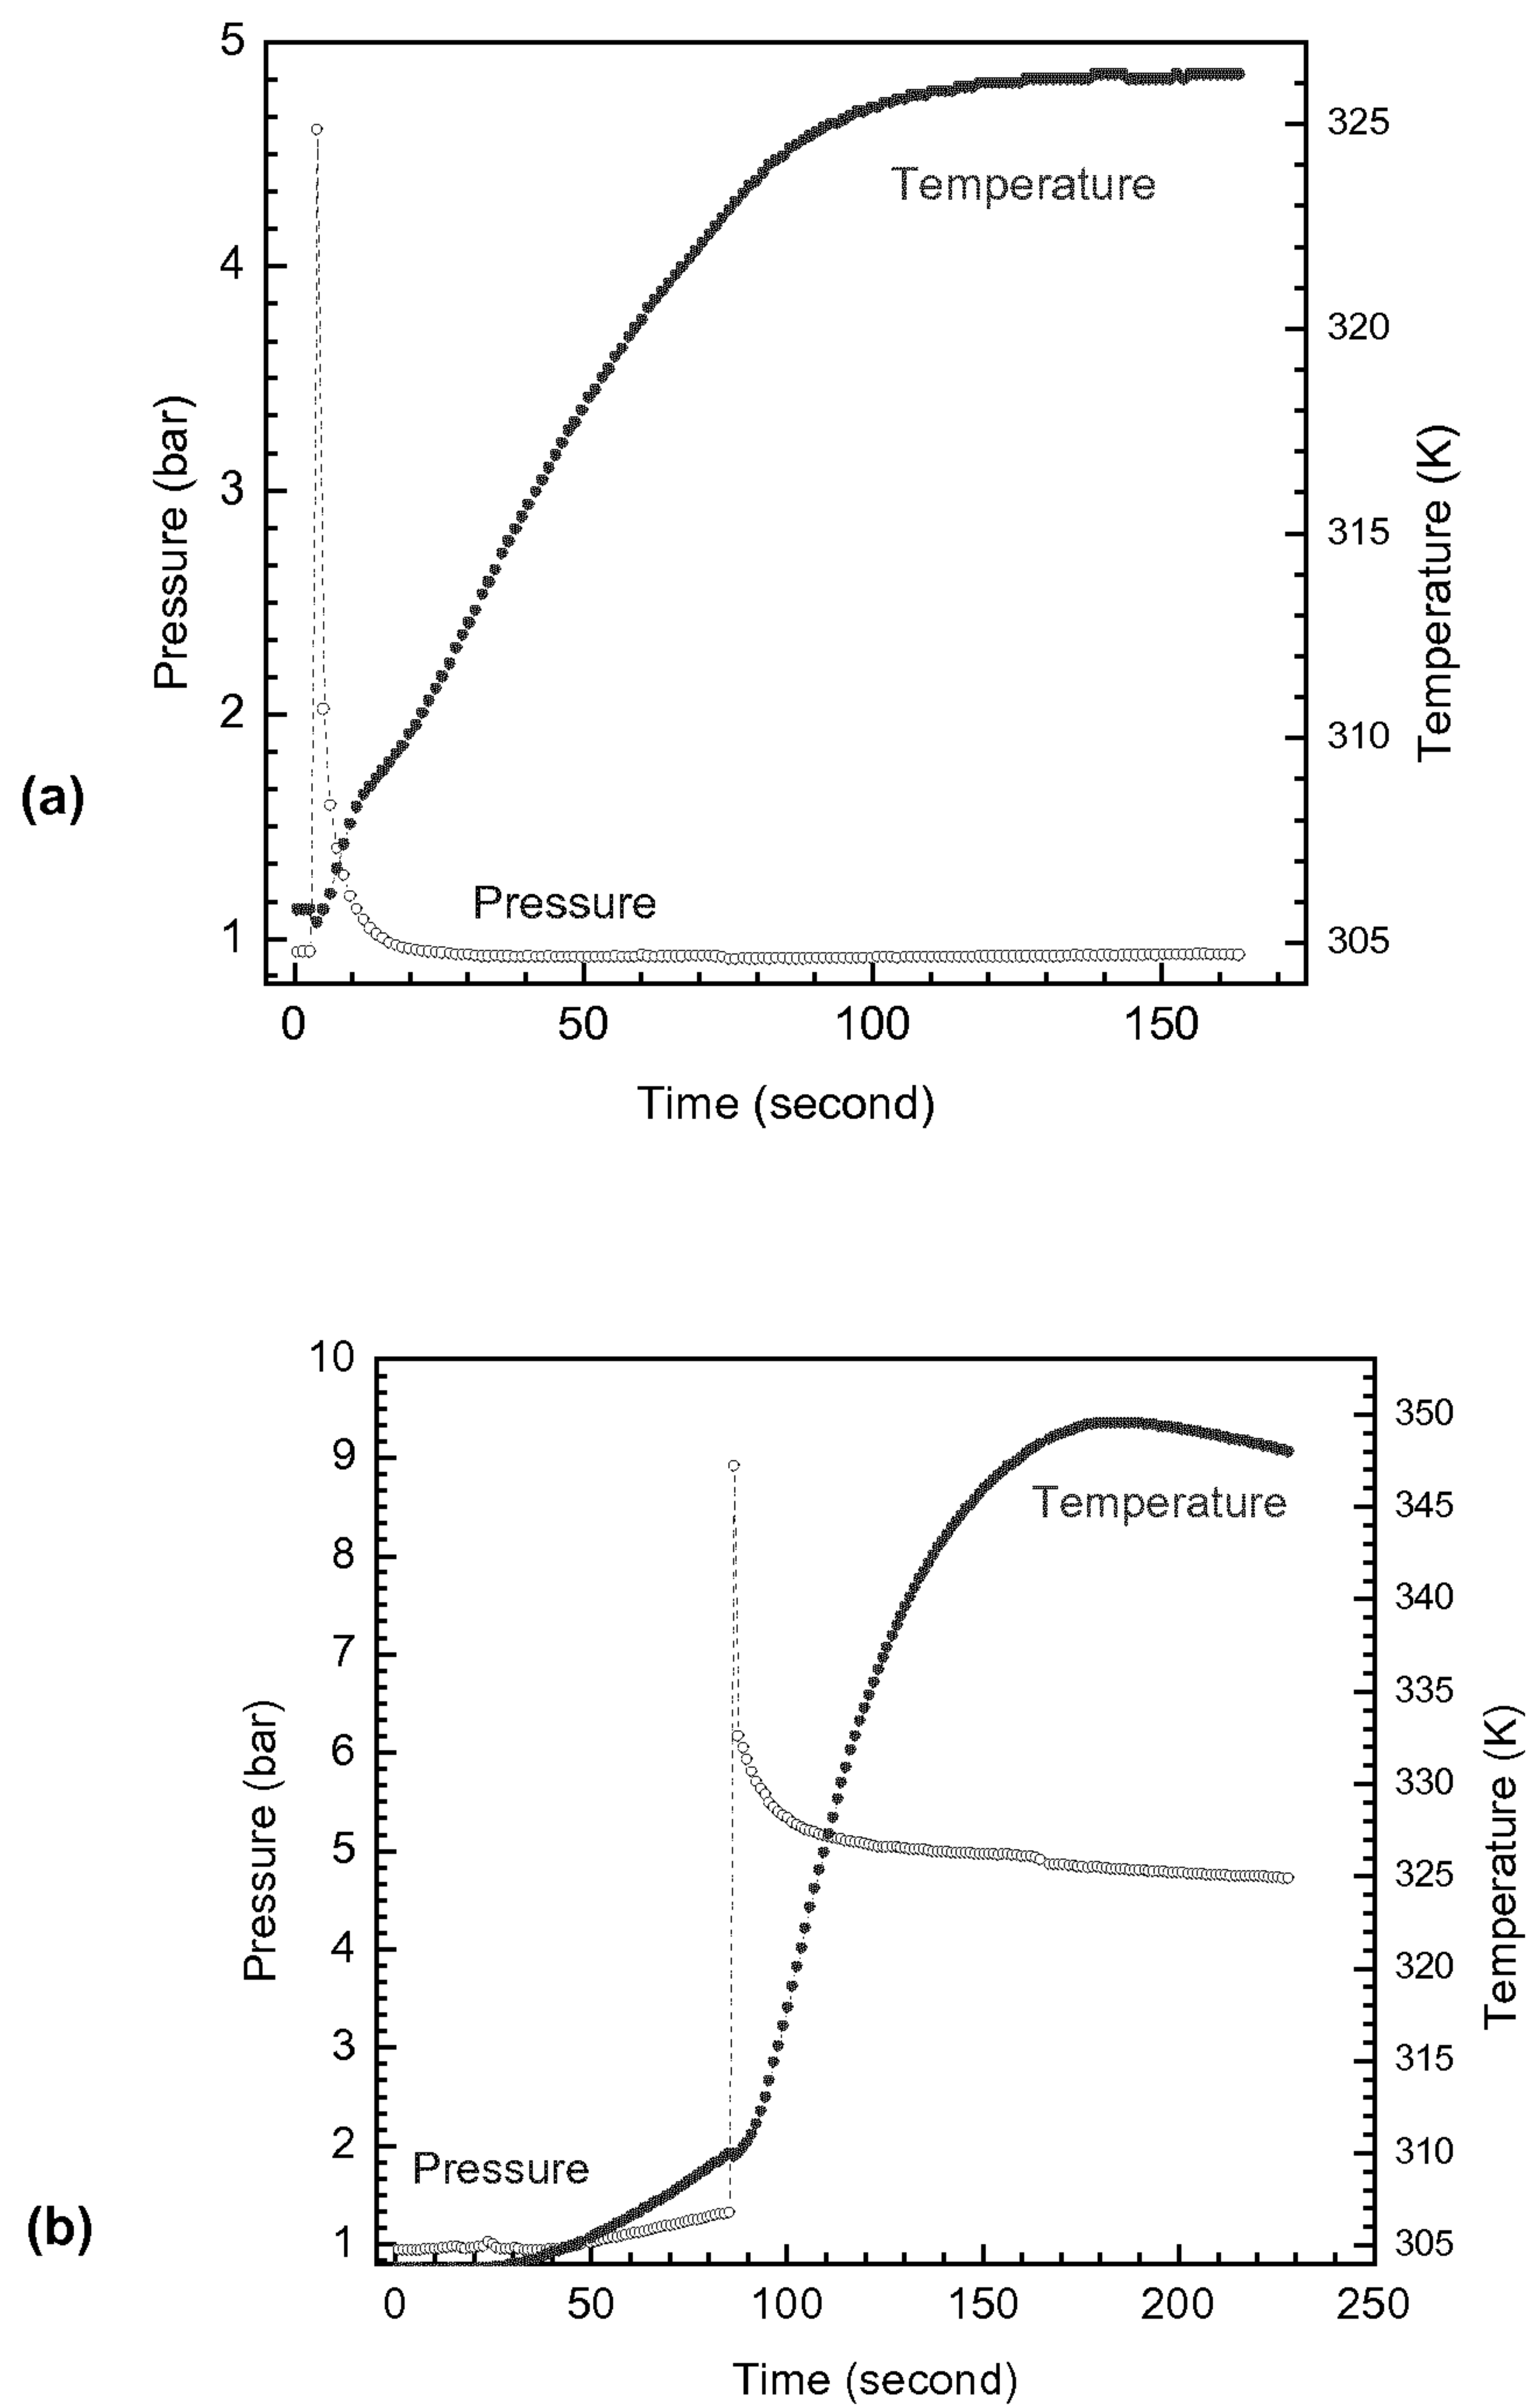 5
4
3
2
1
325
320
315
310
305
Temperature
Pressure
Pressure (bar)
Temperature (K)
(a)
0 50 100 150
Time (second)
10
9
8
7
6
5
4
3
2
1
350
345
340
335
330
325
320
315
310
305
Temperature
Pressure
Pressure (bar)
Temperature (K)
(b)
0 50 100 150 200 250
Time (second)